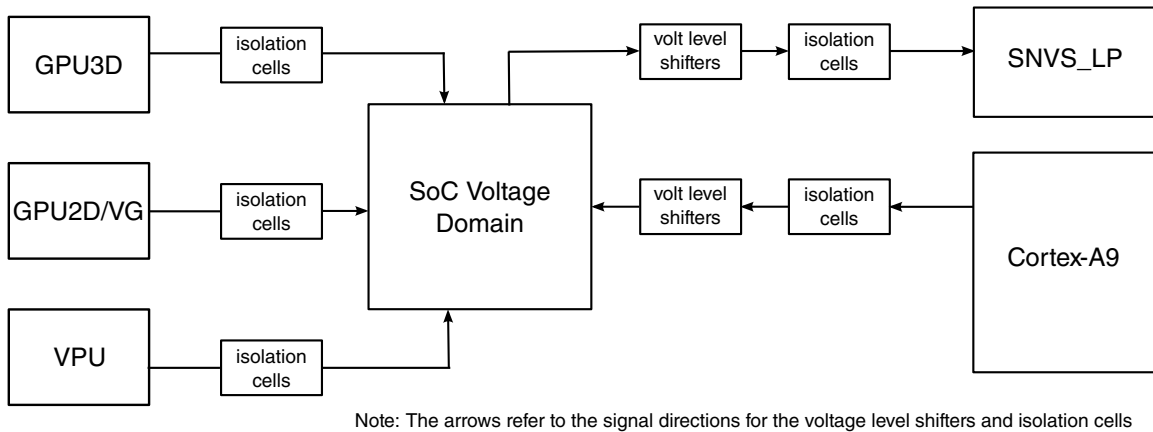 GPU3D
isolation
cells
volt level
shifters
isolation
cells
SNVS_LP
GPU2D/VG
isolation
cells
SoC Voltage
Domain
volt level
shifters
isolation
cells
Cortex-A9
VPU
isolation
cells
Note: The arrows refer to the signal directions for the voltage level shifters and isolation cells